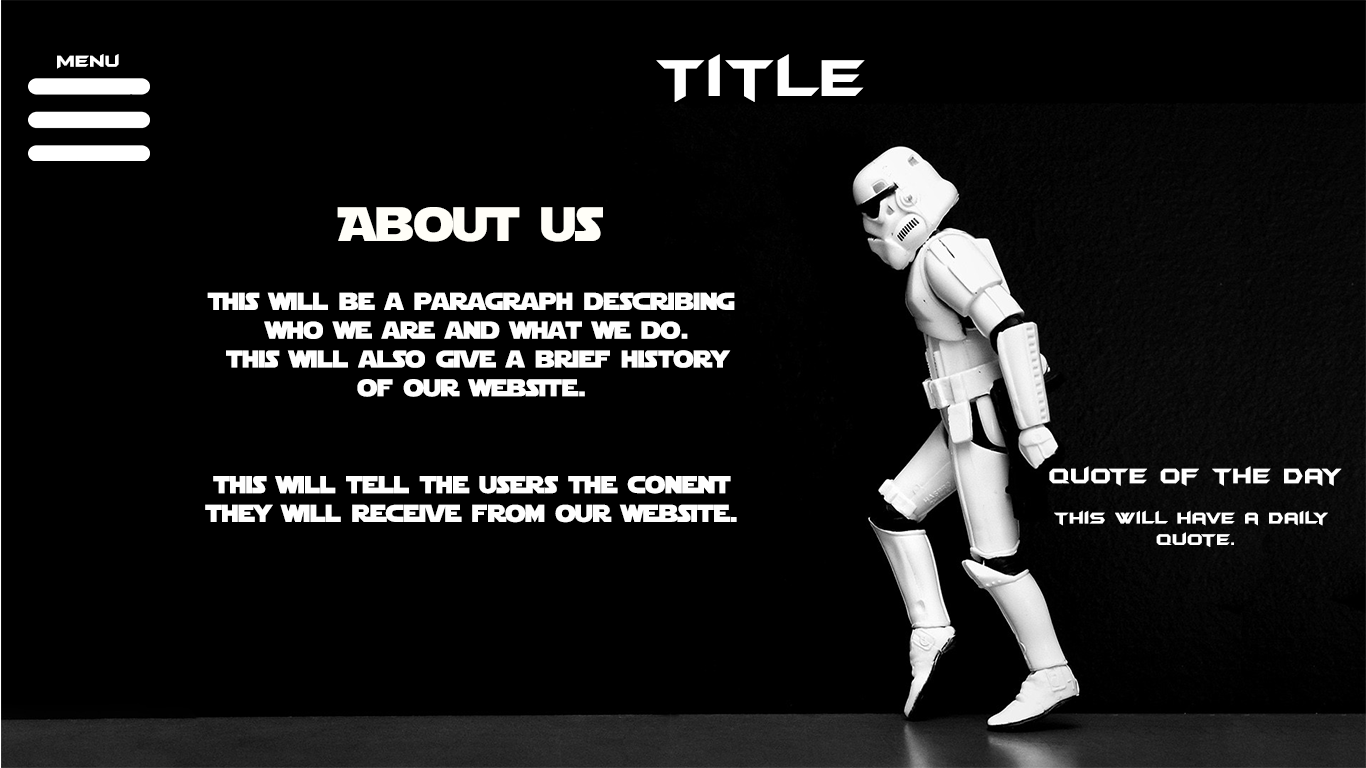 MENU
TITLE
ABOUT US
THIS WILL BE A PARAGRAPH DESCRIBING
WHO WE ARE AND WHAT WE DO.
THIS WILL ALSO GIVE A BRIEF HISTORY
OF OUR WEBSITE.
THIS WILL TELL THE USERS THE CONENT
THEY WILL RECEIVE FROM OUR WEBSITE.
QUOTE OF THE DAY
THIS WILL HAVE A DAILY
QUOTE.